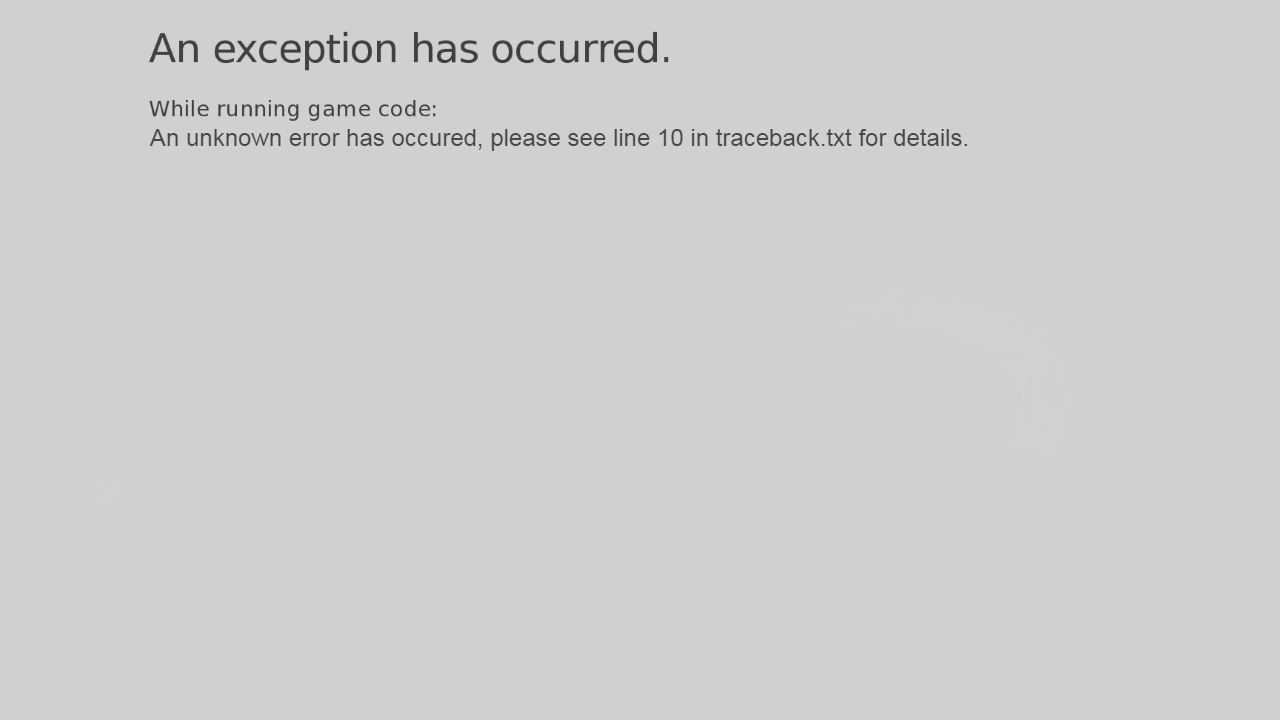 An exception has occurred.
While running game code:
An unknown error has occured, please see line 10 in traceback.txt for details.